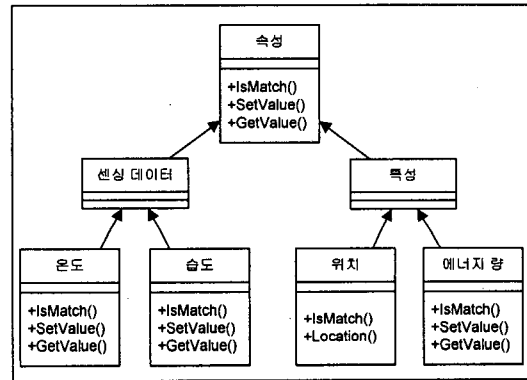 속성
+IsMatch()
+SetValue()
+GetValue()
센싱 데이터
특성
온도
+IsMatch()
+SetValue()
+GetValue()
습도
+IsMatch()
+SetValue()
+GetValue()
위치
+IsMatch()
+Location()
에너지 량
+IsMatch()
+SetValue()
+GetValue()